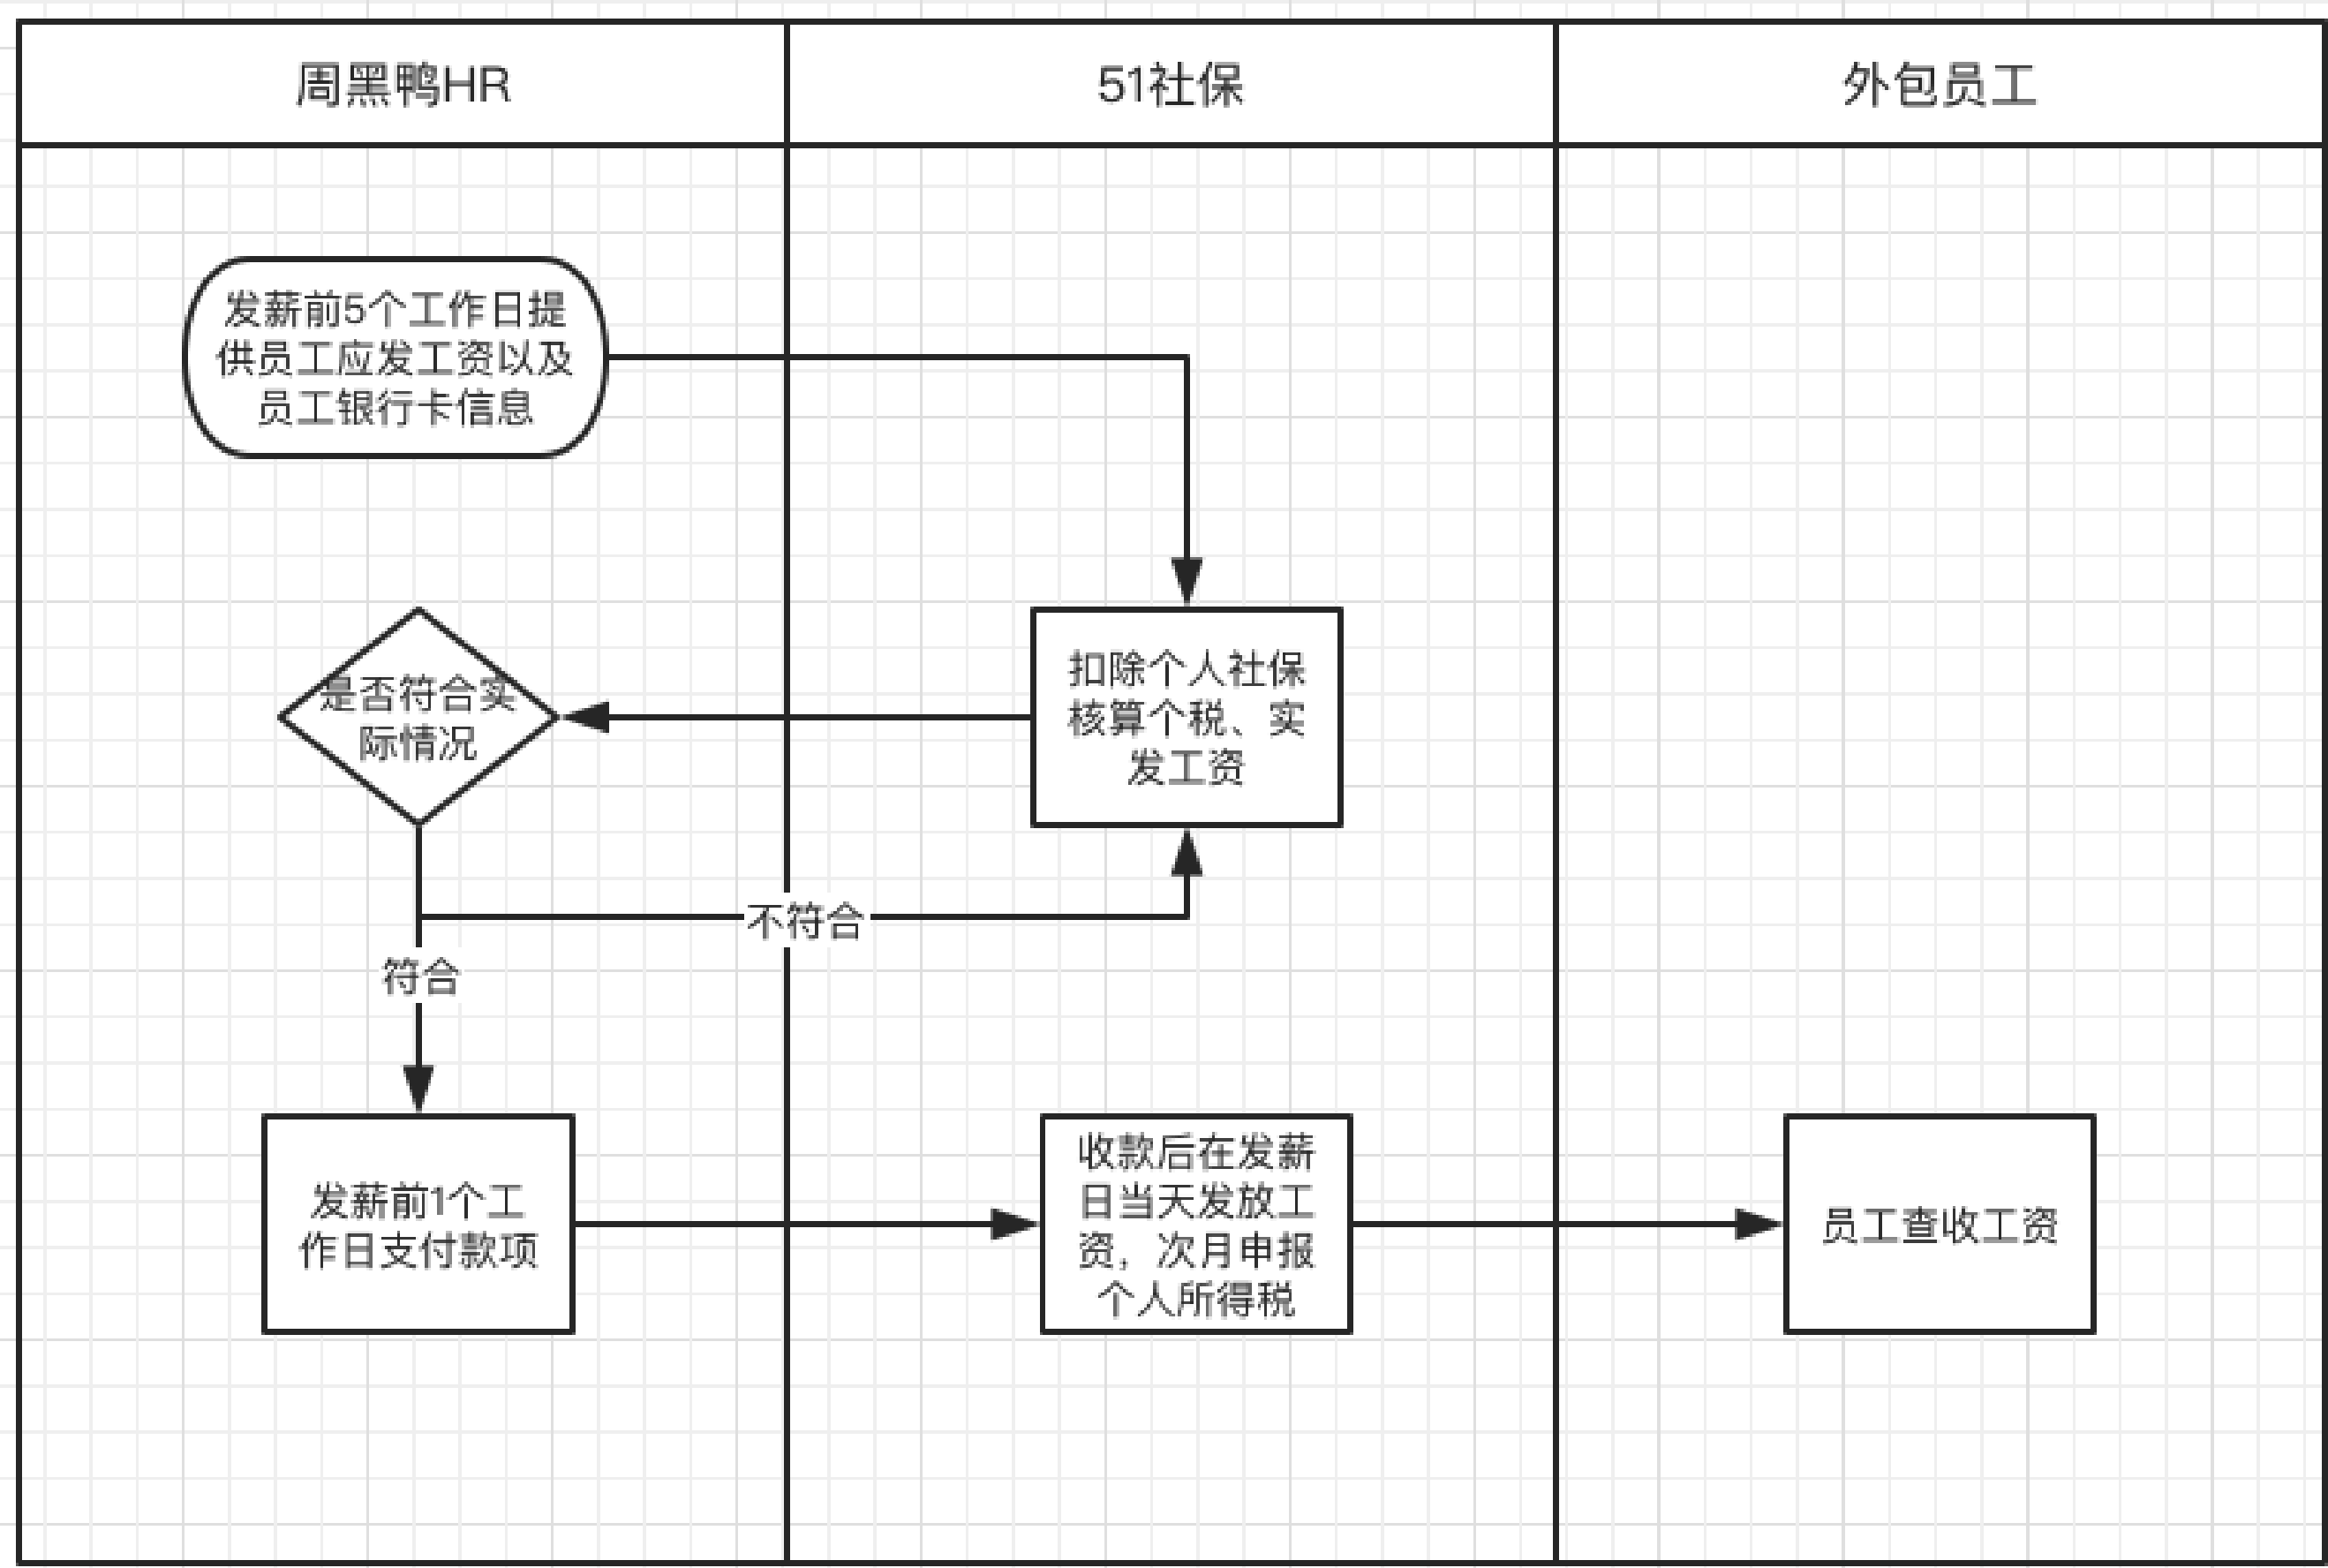 周黑鸭HR
51社保
外包员工
发薪前5个工作日提
供员工应发工资以及
员工银行卡信息
扣除个人社保
核算个税、实
发工资
是否符合实
际情况
不符合
符合
发薪前1个工
作日支付款项
收款后在发薪
日当天发放工
资，次月申报
个人所得税
员工查收工资